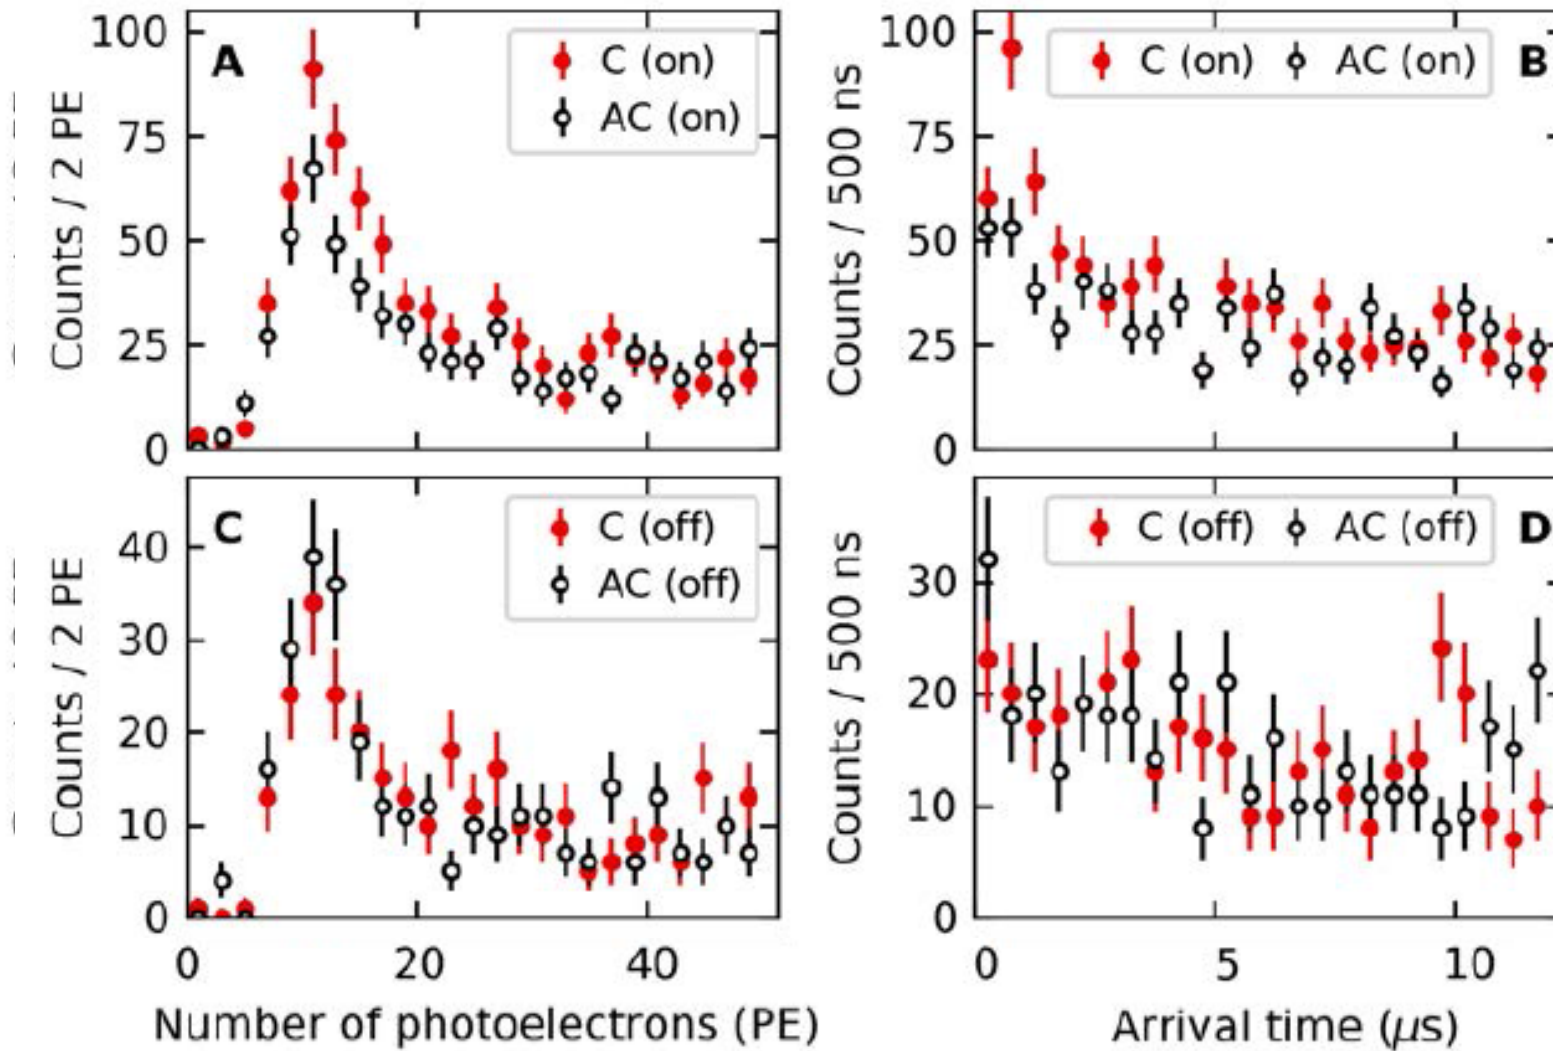 A
C (on)
AC (on)
100
75
50
25
0
Counts / 2 PE
B
C (on) AC (on)
100
75
50
25
0
Counts / 500 ns
C
C (off)
AC (off)
40
30
20
10
0
Counts / 2 PE
0 20 40
Number of photoelectrons (PE)
D
C (off) AC (off)
30
20
10
0
Counts / 500 ns
0 5 10
Arrival time (μs)